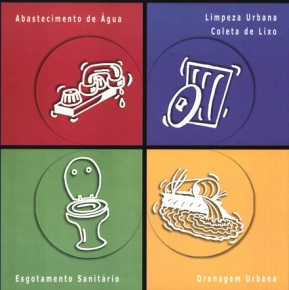 Abastecimento de Água
Limpeza Urbana
Coleta de Lixo
Esgotamento Sanitário
Drenagem Urbana